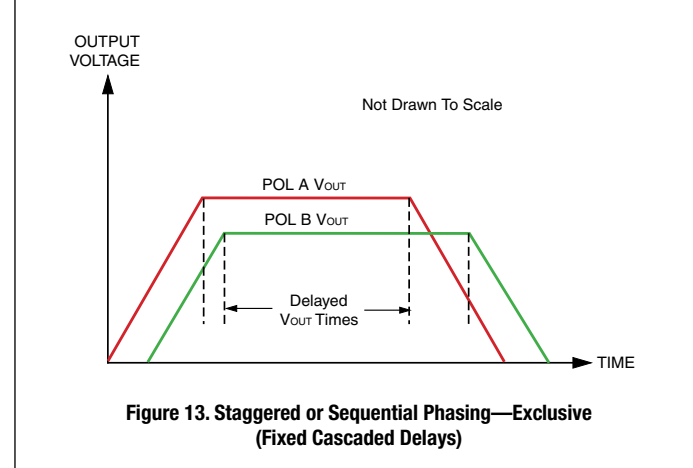 OUTPUT
VOLTAGE
Not Drawn To Scale
POL A VOUT
POL B VOUT
Delayed
VOUT Times
TIME
Figure 13. Staggered or Sequential Phasing—Exclusive
(Fixed Cascaded Delays)